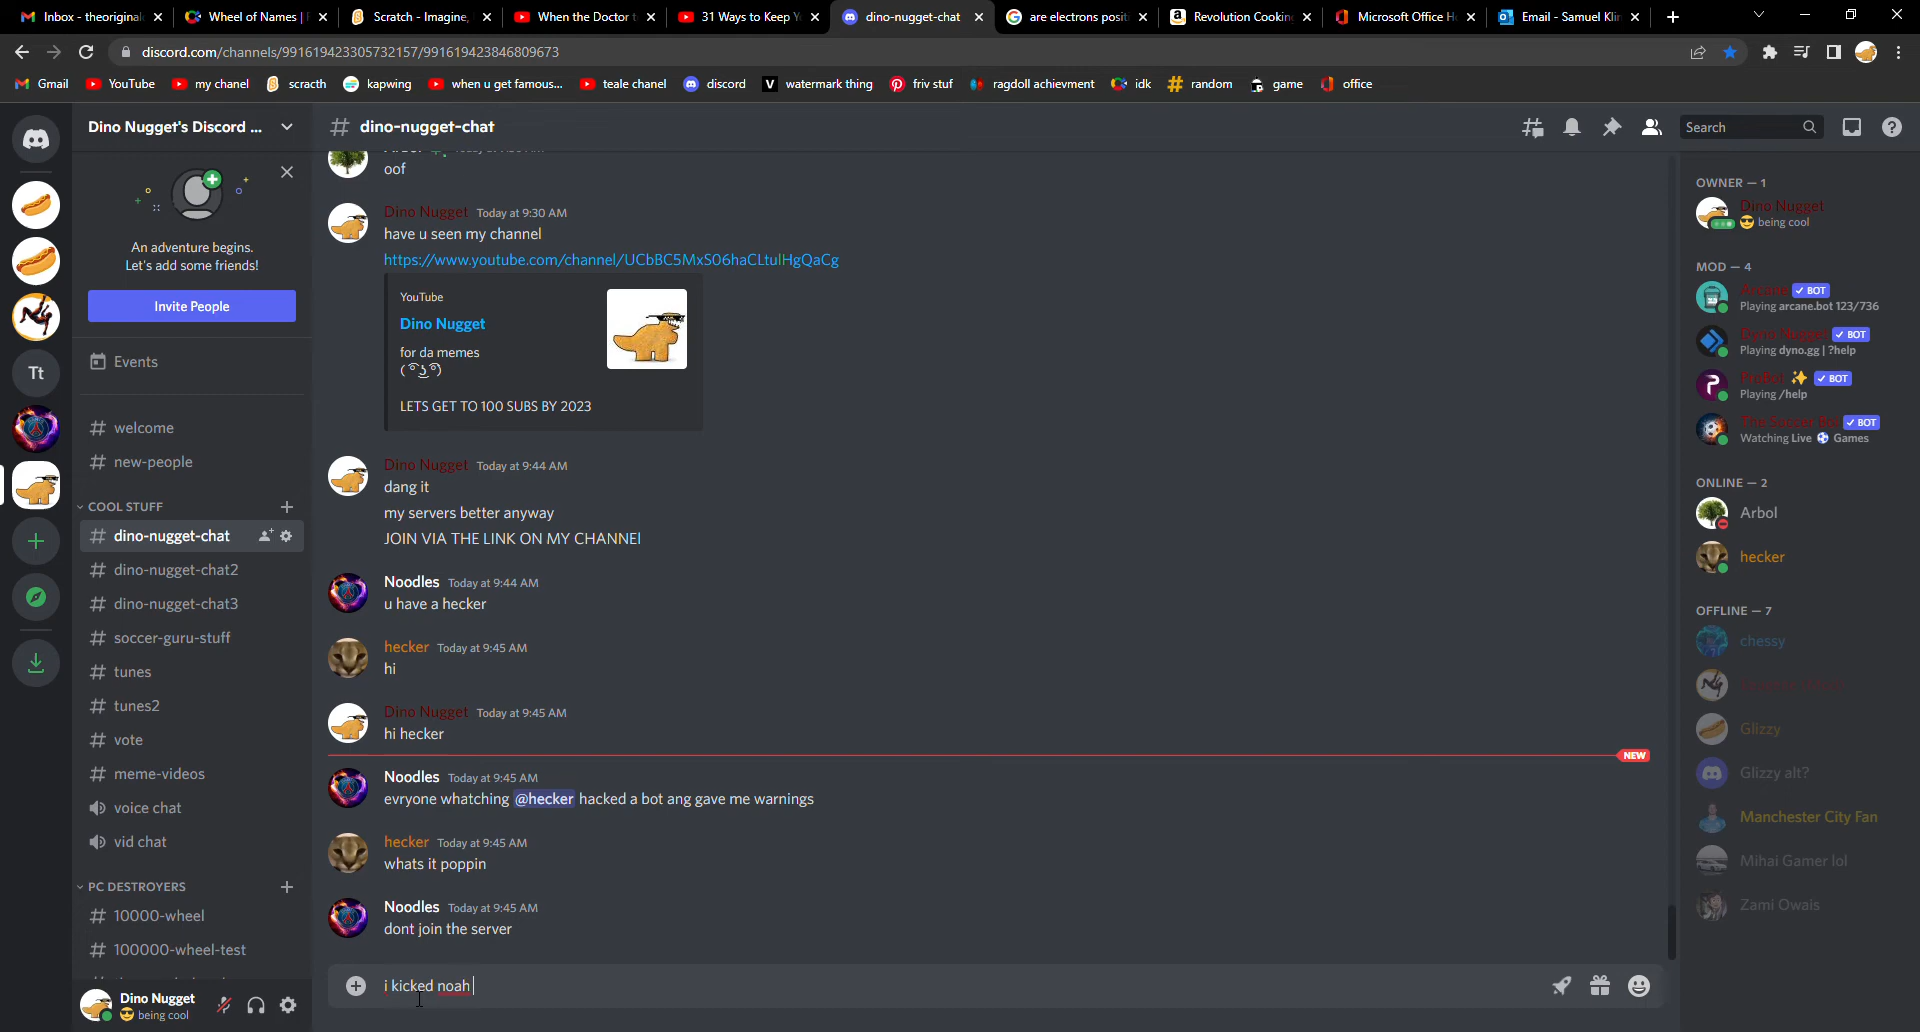 Inbox - theoriginal
Wheel of Names |
Scratch - Imagine,
When the Doctor
31 Ways to Keep
dino-nugget-chat
are electrons posit
Revolution Cookin
Microsoft Office H
Email - Samuel Kli
discord.com/channels/991619423305732157/991619423846809673
Gmail
YouTube
my chanel
scracth
kapwing
when u get famous...
teale chanel
discord
watermark thing
friv stuf
ragdoll achievment
idk
random
game
office
Dino Nugget's Discord ...
An adventure begins.
Let's add some friends!
Invite People
Events
# welcome
# new-people
COOL STUFF
# dino-nugget-chat
# dino-nugget-chat2
# dino-nugget-chat3
# soccer-guru-stuff
# tunes
# tunes2
# vote
# meme-videos
voice chat
vid chat
PC DESTROYERS
# 10000-wheel
# 100000-wheel-test
Dino Nugget
😎 being cool
Tt
# dino-nugget-chat
Search
oof
Dino Nugget Today at 9:30 AM
have u seen my channel
https://www.youtube.com/channel/UCbBC5MxSO6haCLtulHgQaCg
YouTube
Dino Nugget
for da memes
( ͡° ͜ʖ ͡°)
LETS GET TO 100 SUBS BY 2023
Dino Nugget Today at 9:44 AM
dang it
my servers better anyway
JOIN VIA THE LINK ON MY CHANNEl
Noodles Today at 9:44 AM
u have a hecker
hecker Today at 9:45 AM
hi
Dino Nugget Today at 9:45 AM
hi hecker
NEW
Noodles Today at 9:45 AM
evryone whatching @hecker hacked a bot ang gave me warnings
hecker Today at 9:45 AM
whats it poppin
Noodles Today at 9:45 AM
dont join the server
i kicked noah
OWNER — 1
Dino Nugget
😎 being cool
MOD — 4
Arcane ✓ BOT
Playing arcane.bot 123/736
Dyno Nugget ✓ BOT
Playing dyno.gg | ?help
ProBot ✨ ✓ BOT
Playing /help
The Soccer Bot ✓ BOT
Watching Live ⚽ Games
ONLINE — 2
Arbol
hecker
OFFLINE — 7
chessy
Glizzy
Glizzy alt?
Manchester City Fan
Mihai Gamer lol
Zami Owais